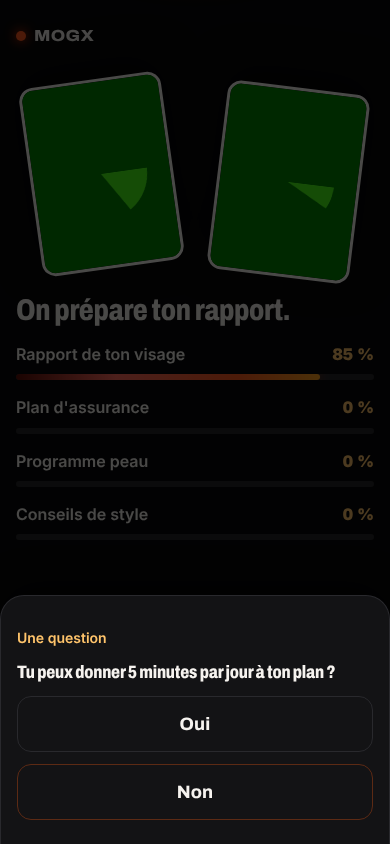 MOGX
On prépare ton rapport.
Rapport de ton visage 85 %
Plan d'assurance 0 %
Programme peau 0 %
Conseils de style 0 %
Une question
Tu peux donner 5 minutes par jour à ton plan ?
Oui
Non